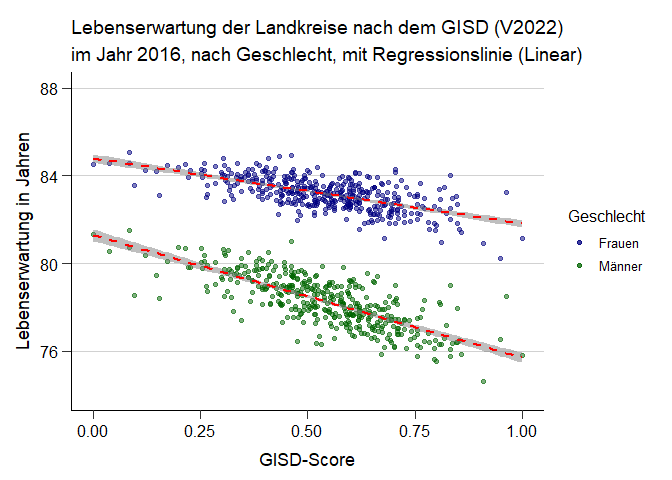 Lebenserwartung der Landkreise nach dem GISD (V2022)
im Jahr 2016, nach Geschlecht, mit Regressionslinie (Linear)
88
84
80
76
Lebenserwartung in Jahren
0.00 0.25 0.50 0.75 1.00
GISD-Score
Geschlecht
Frauen
Männer